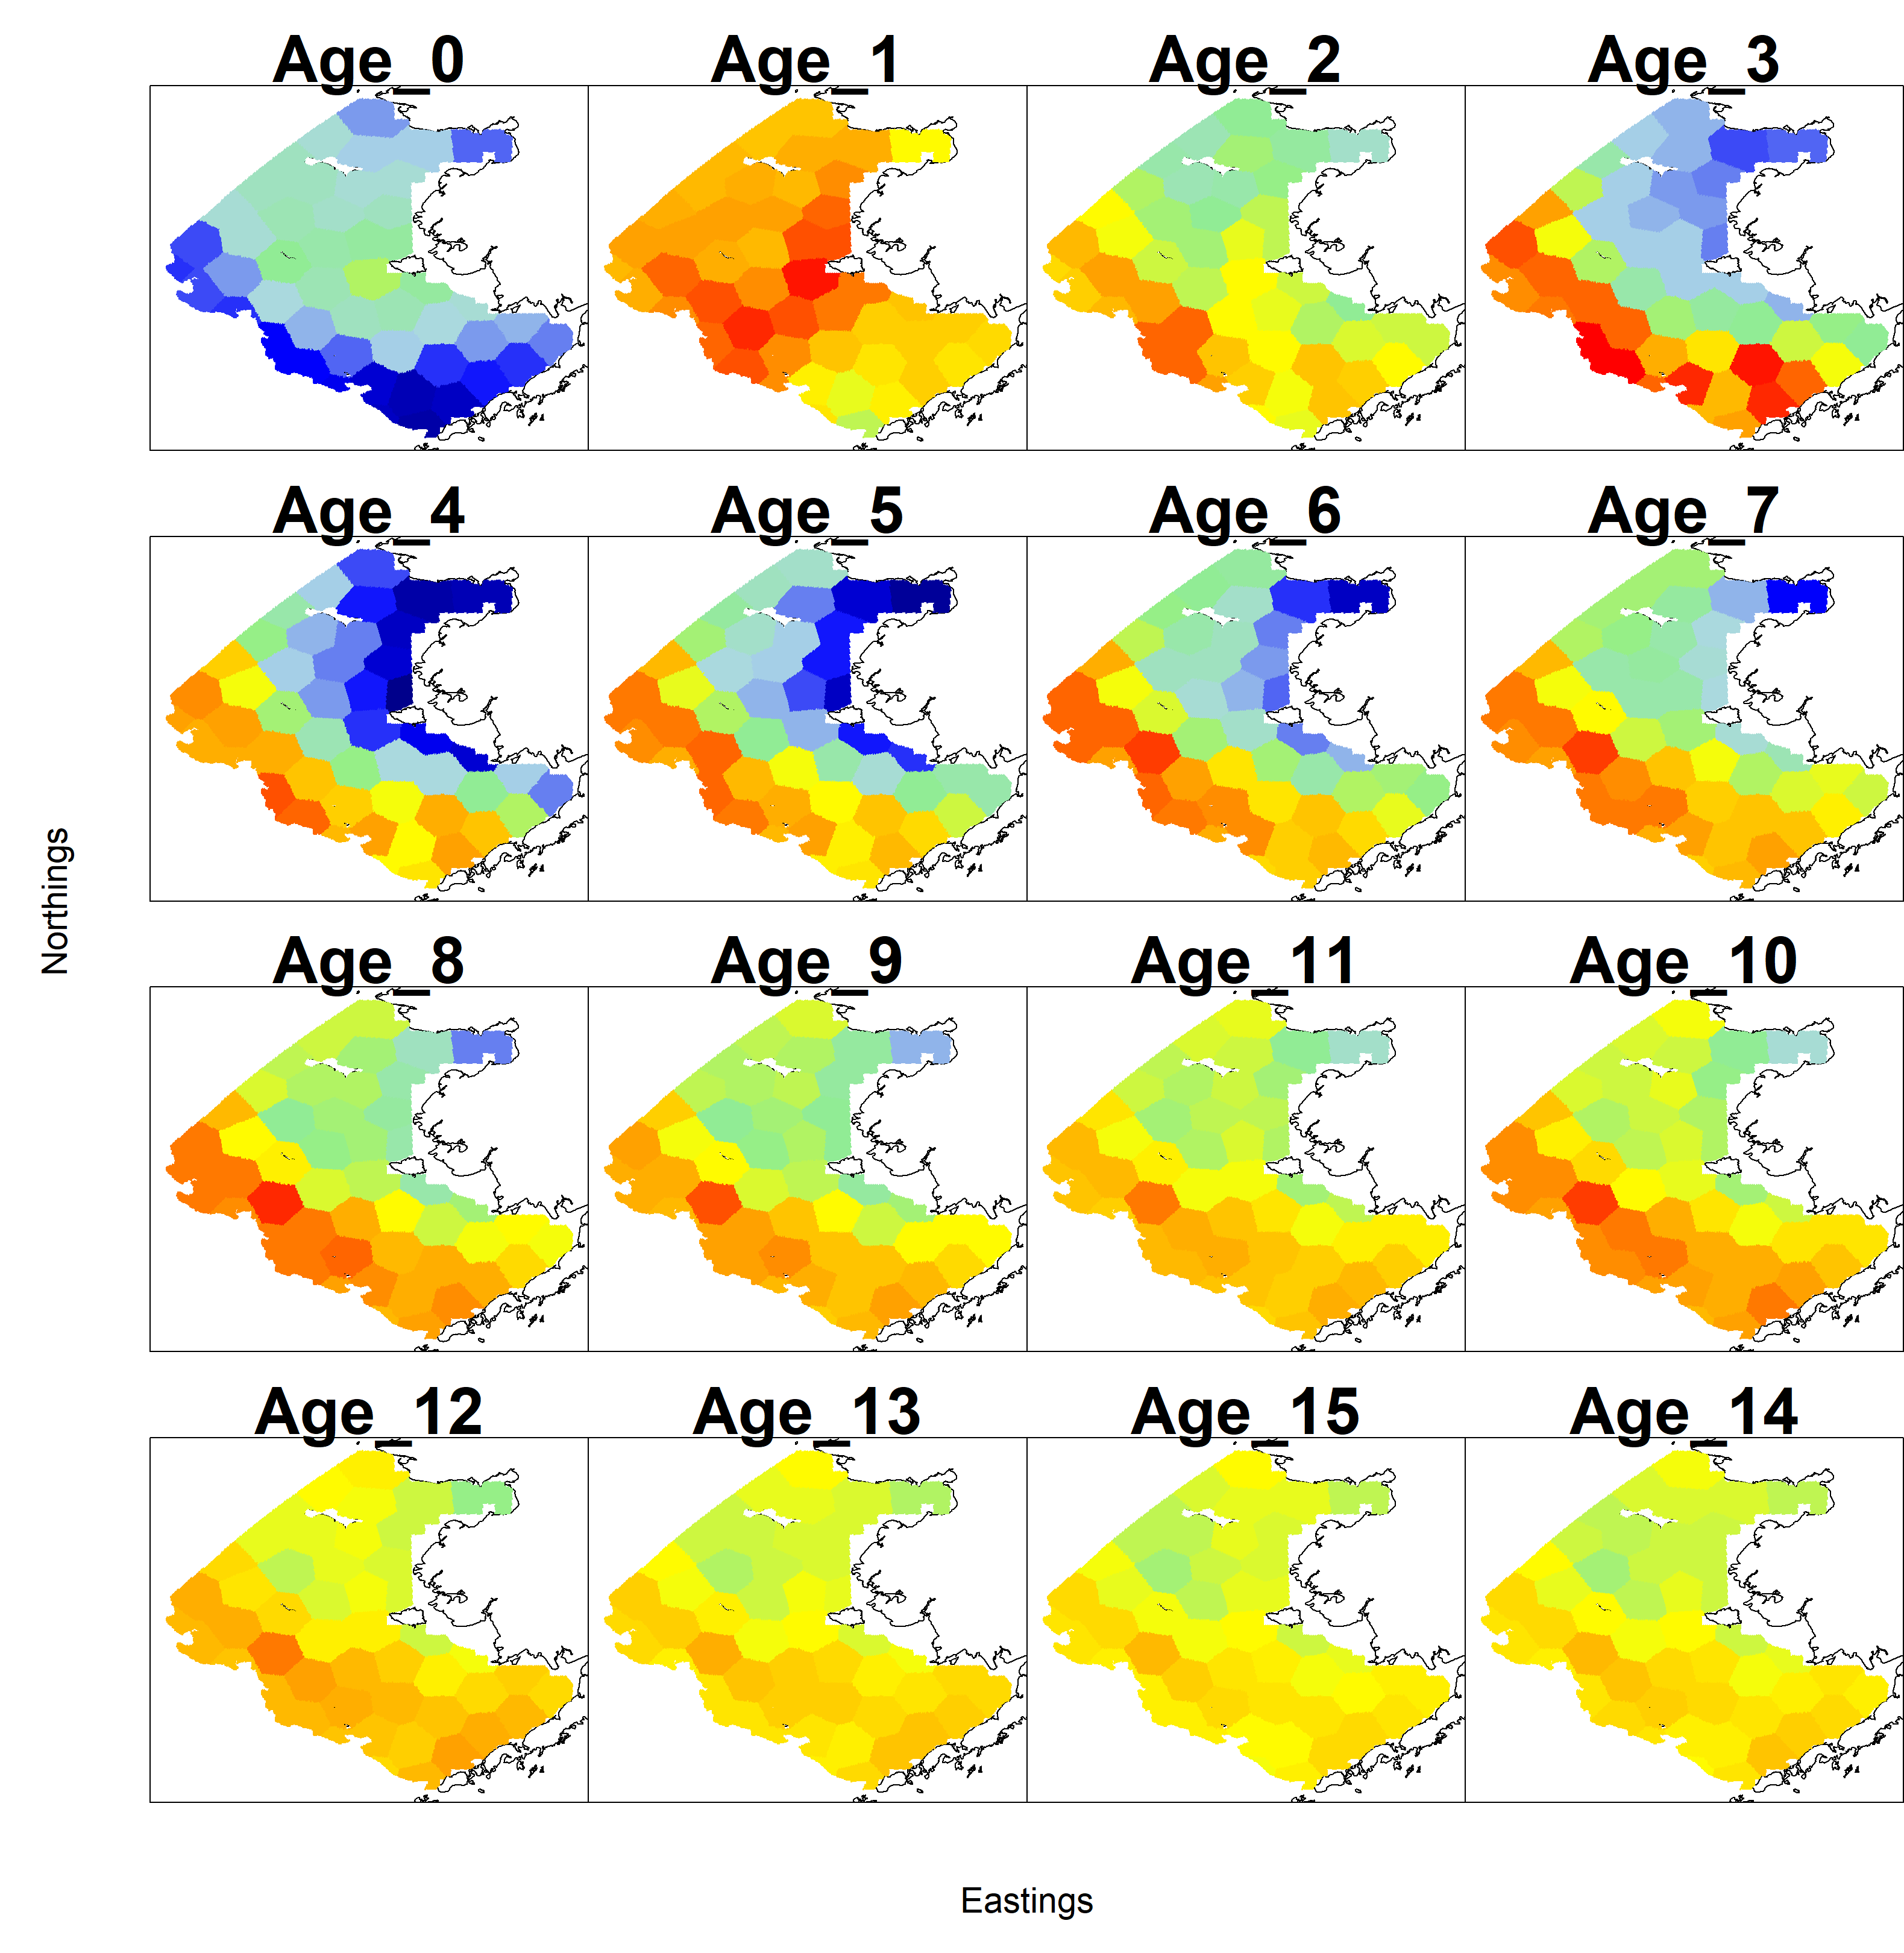 Age_0 Age_1 Age_2 Age_3
Age_4 Age_5 Age_6 Age_7
Northings
Age_8 Age_9 Age_11 Age_10
Age_12 Age_13 Age_15 Age_14
Eastings